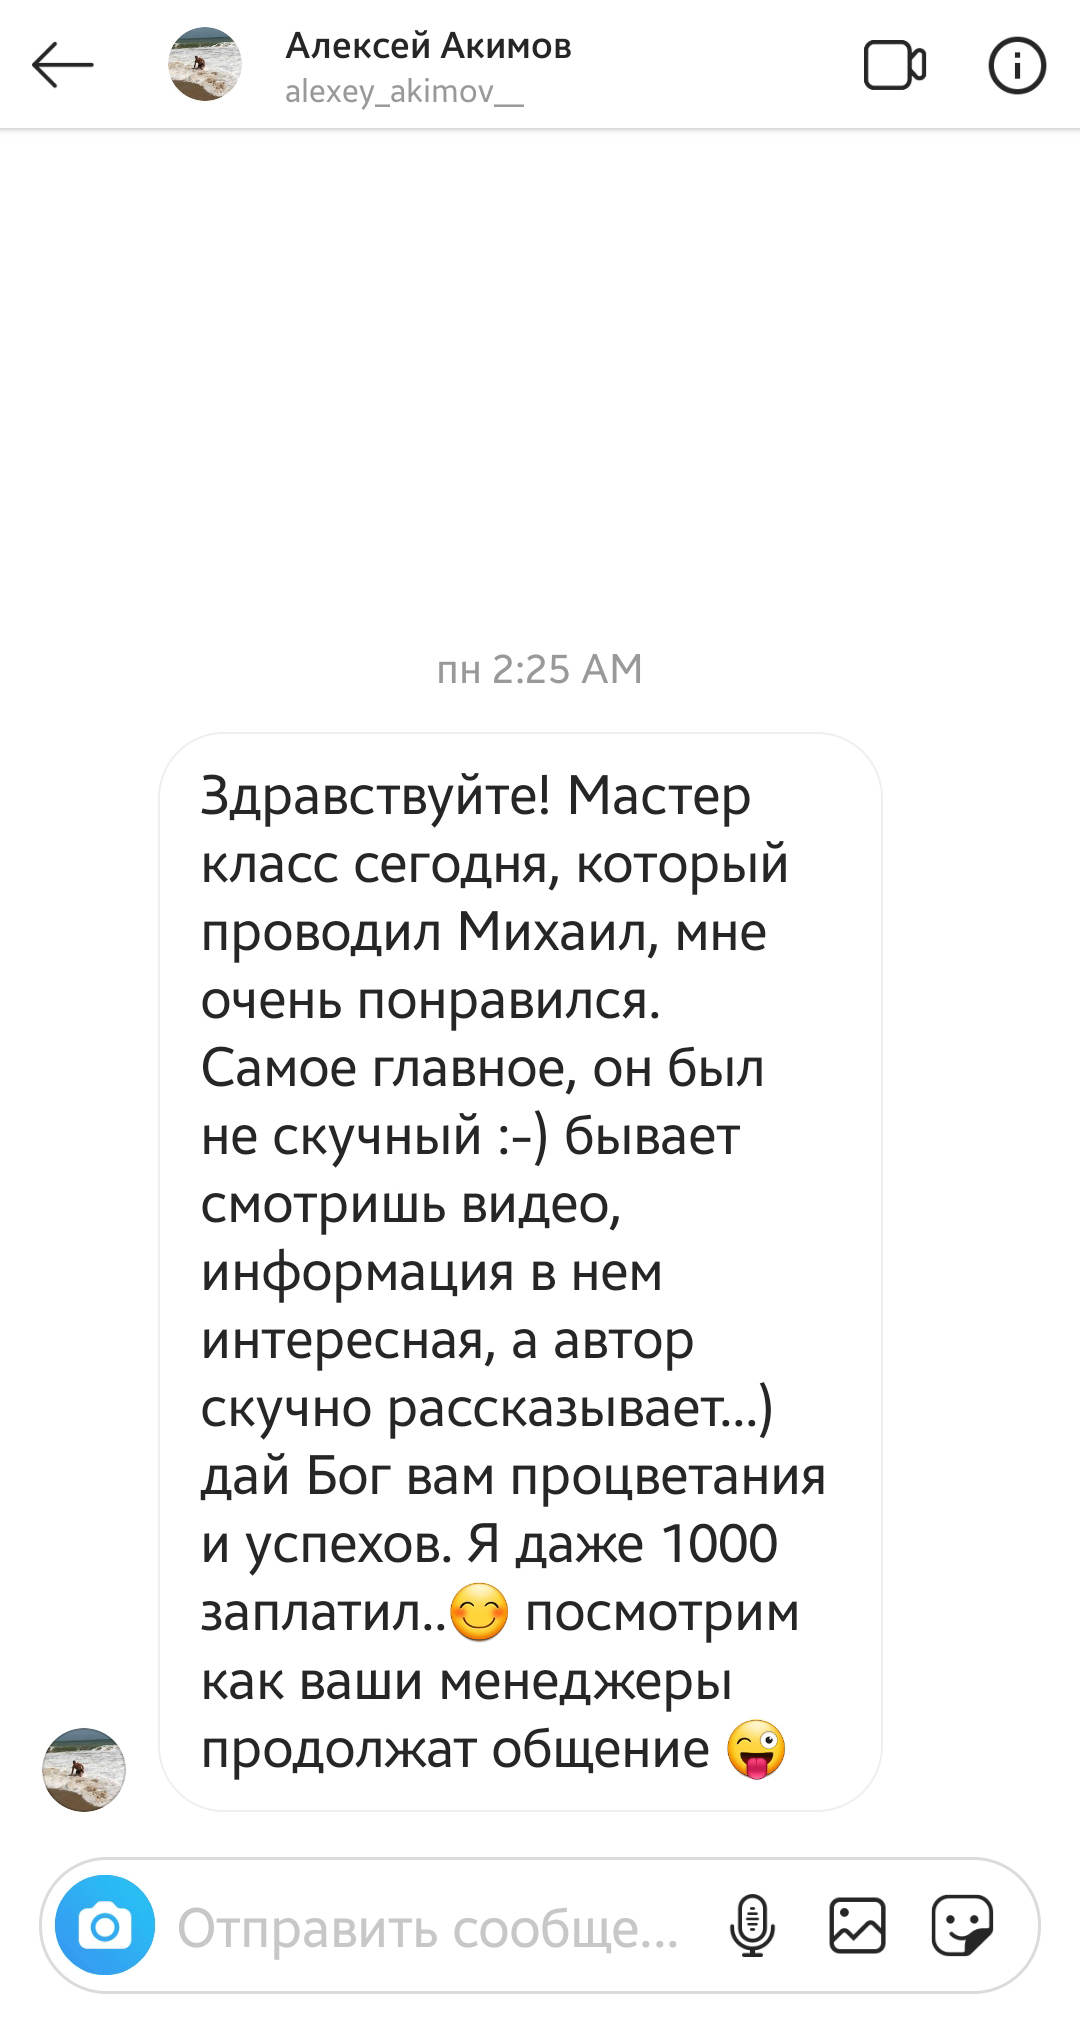 Алексей Акимов
alexey_akimov__
пн 2:25 AM
Здравствуйте! Мастер
класс сегодня, который
проводил Михаил, мне
очень понравился.
Самое главное, он был
не скучный :-) бывает
смотришь видео,
информация в нем
интересная, а автор
скучно рассказывает...)
дай Бог вам процветания
и успехов. Я даже 1000
заплатил..😊 посмотрим
как ваши менеджеры
продолжат общение 😜
Отправить сообще...